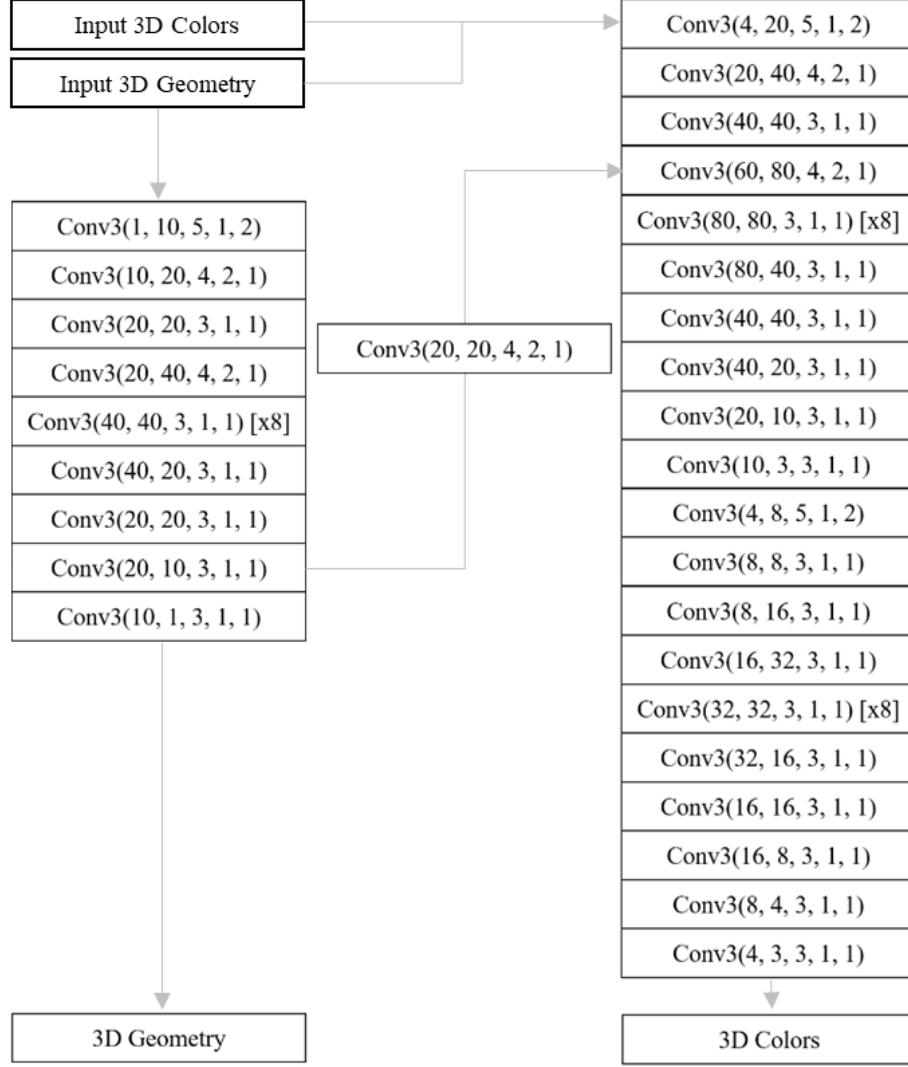 Input 3D Colors
Input 3D Geometry
Conv3(1, 10, 5, 1, 2)
Conv3(10, 20, 4, 2, 1)
Conv3(20, 20, 3, 1, 1)
Conv3(20, 40, 4, 2, 1)
Conv3(40, 40, 3, 1, 1) [x8]
Conv3(40, 20, 3, 1, 1)
Conv3(20, 20, 3, 1, 1)
Conv3(20, 10, 3, 1, 1)
Conv3(10, 1, 3, 1, 1)
3D Geometry
Conv3(20, 20, 4, 2, 1)
Conv3(4, 20, 5, 1, 2)
Conv3(20, 40, 4, 2, 1)
Conv3(40, 40, 3, 1, 1)
Conv3(60, 80, 4, 2, 1)
Conv3(80, 80, 3, 1, 1) [x8]
Conv3(80, 40, 3, 1, 1)
Conv3(40, 40, 3, 1, 1)
Conv3(40, 20, 3, 1, 1)
Conv3(20, 10, 3, 1, 1)
Conv3(10, 3, 3, 1, 1)
Conv3(4, 8, 5, 1, 2)
Conv3(8, 8, 3, 1, 1)
Conv3(8, 16, 3, 1, 1)
Conv3(16, 32, 3, 1, 1)
Conv3(32, 32, 3, 1, 1) [x8]
Conv3(32, 16, 3, 1, 1)
Conv3(16, 16, 3, 1, 1)
Conv3(16, 8, 3, 1, 1)
Conv3(8, 4, 3, 1, 1)
Conv3(4, 3, 3, 1, 1)
3D Colors